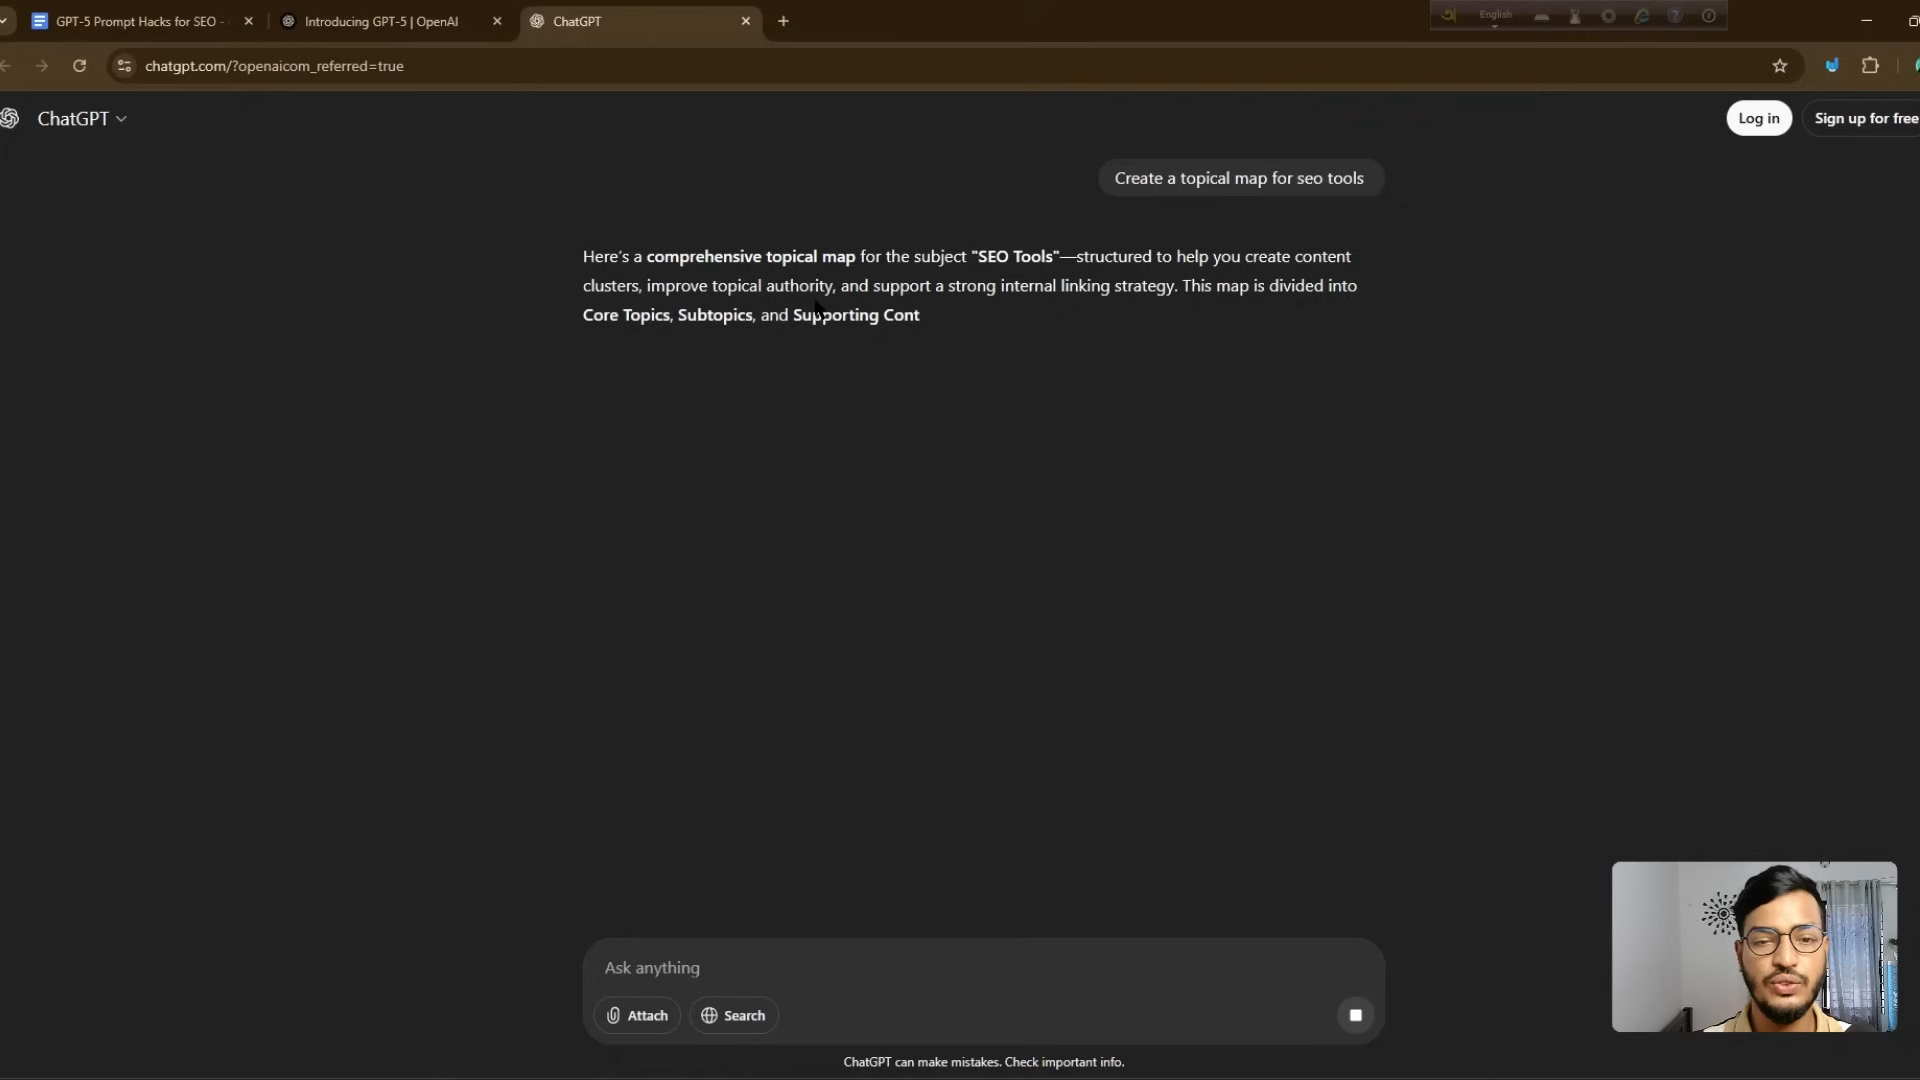 GPT-5 Prompt Hacks for SEO -
Introducing GPT-5 | OpenAI
ChatGPT
English
chatgpt.com/?openaicom_referred=true
ChatGPT
Log in
Sign up for free
Create a topical map for seo tools
Here's a comprehensive topical map for the subject "SEO Tools"—structured to help you create content
clusters, improve topical authority, and support a strong internal linking strategy. This map is divided into
Core Topics, Subtopics, and Supporting Cont
Ask anything
Attach
Search
ChatGPT can make mistakes. Check important info.